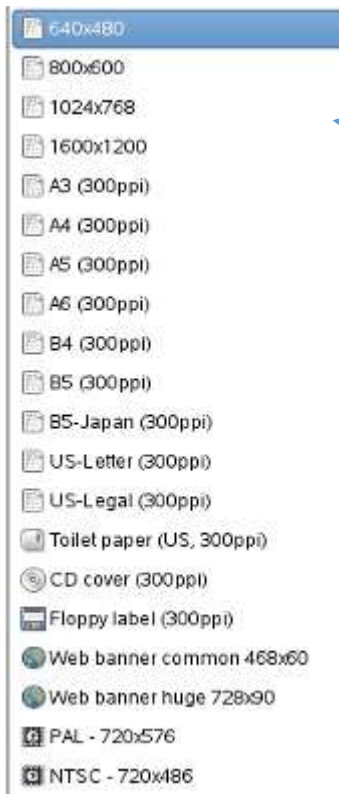 640x480
800x600
1024x768
1600x1200
A3 (300ppi)
A4 (300ppi)
A5 (300ppi)
A6 (300ppi)
B4 (300ppi)
B5 (300ppi)
B5-Japan (300ppi)
US-Letter (300ppi)
US-Legal (300ppi)
Toilet paper (US, 300ppi)
CD cover (300ppi)
Floppy label (300ppi)
Web banner common 468x60
Web banner huge 728x90
PAL - 720x576
NTSC - 720x486